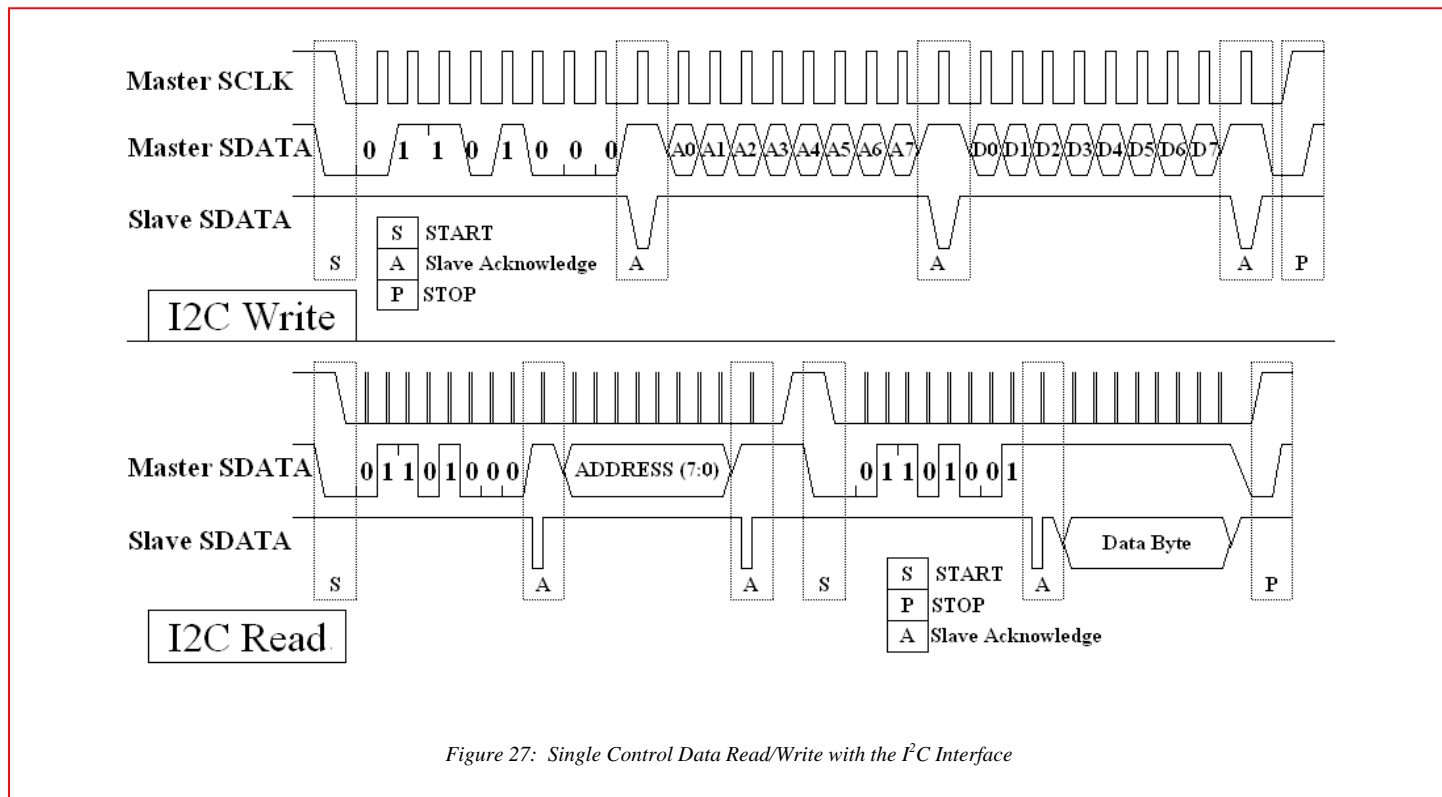 Master SCLK
Master SDATA 0 1 1 0 1 0 0 0 A0 A1 A2 A3 A4 A5 A6 A7 D0 D1 D2 D3 D4 D5 D6 D7
Slave SDATA
S START
A Slave Acknowledge
P STOP
S A A A P
I2C Write
Master SDATA 0 1 1 0 1 0 0 0 ADDRESS (7:0) 0 1 1 0 1 0 0 1
Slave SDATA Data Byte
S START
P STOP
A Slave Acknowledge
S A A S A P
I2C Read
Figure 27: Single Control Data Read/Write with the I²C Interface